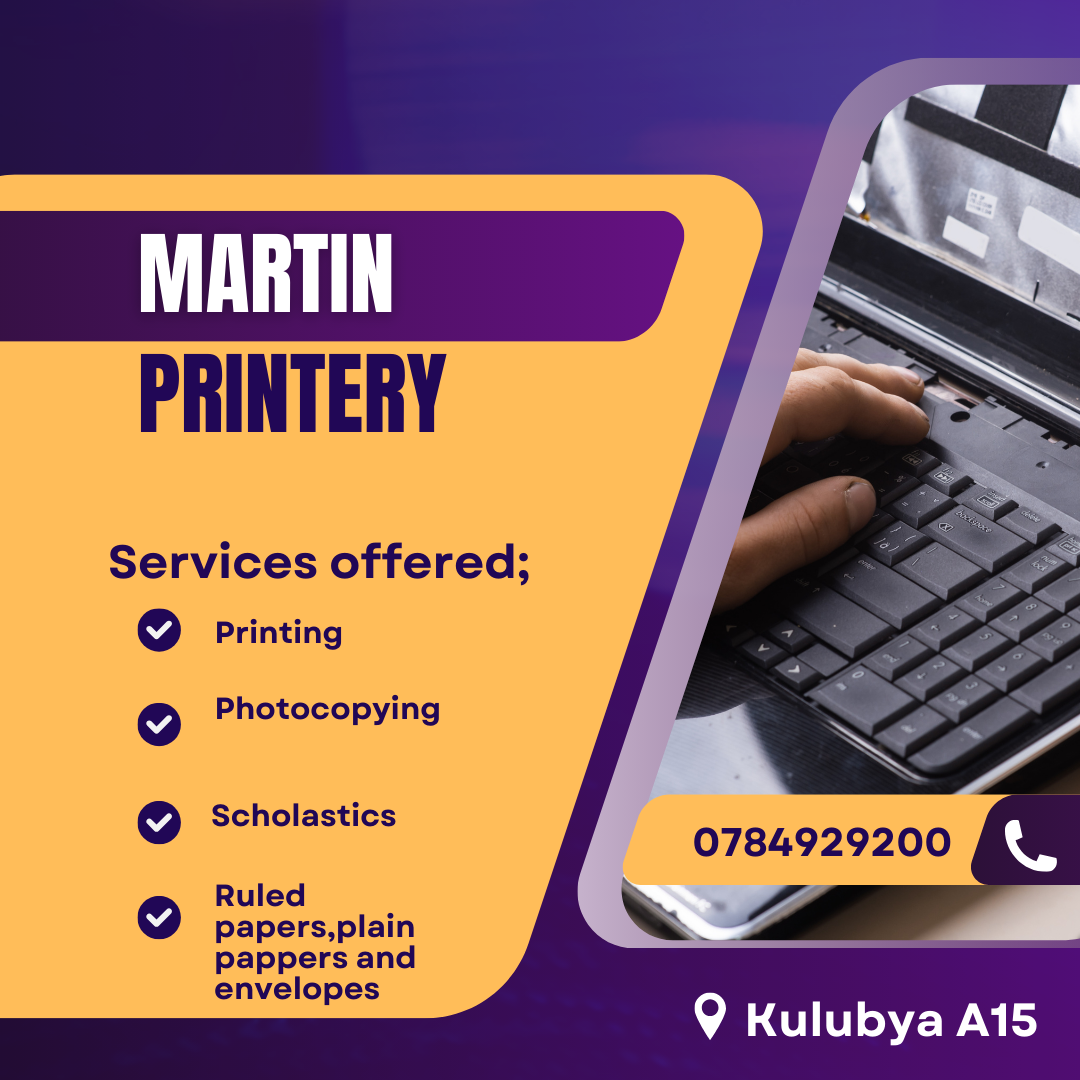 MARTIN
PRINTERY
Services offered;
Printing
Photocopying
Scholastics
Ruled
papers,plain
pappers and
envelopes
0784929200
Kulubya A15